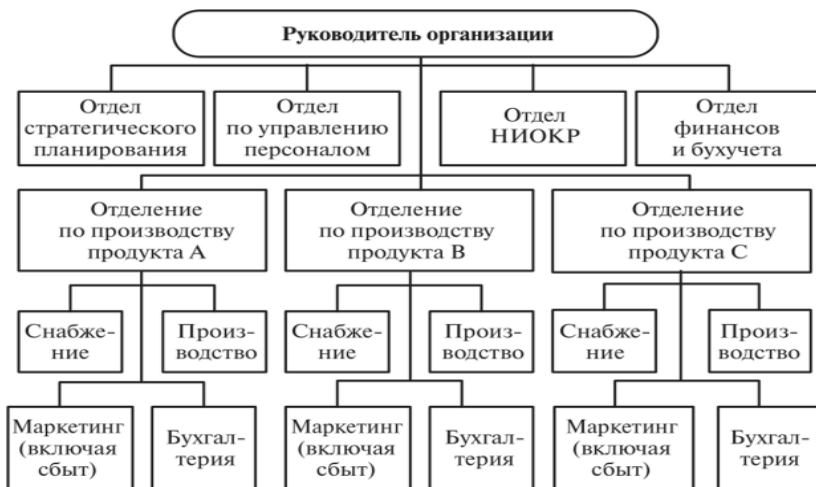 Руководитель организации
Отдел
стратегического
планирования
Отдел
по управлению
персоналом
Отдел
НИОКР
Отдел
финансов
и бухучета
Отделение
по производству
продукта А
Отделение
по производству
продукта В
Отделение
по производству
продукта С
Снабже-
ние
Произ-
водство
Снабже-
ние
Произ-
водство
Снабже-
ние
Произ-
водство
Маркетинг
(включая
сбыт)
Бухгал-
терия
Маркетинг
(включая
сбыт)
Бухгал-
терия
Маркетинг
(включая
сбыт)
Бухгал-
терия